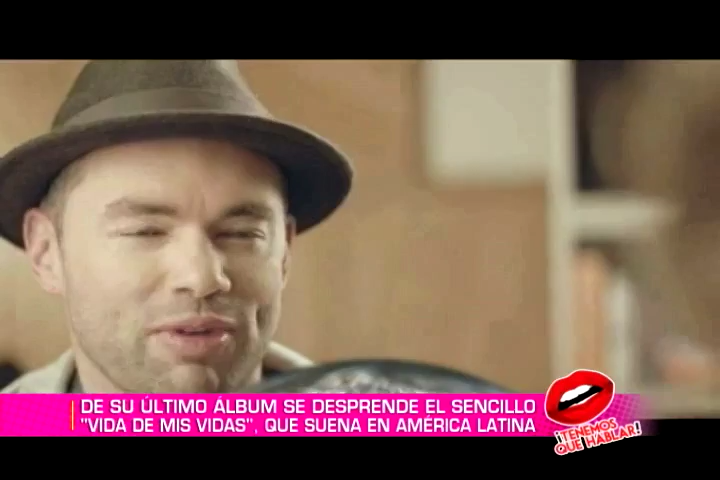 DE SU ÚLTIMO ÁLBUM SE DESPRENDE EL SENCILLO
"VIDA DE MIS VIDAS", QUE SUENA EN AMÉRICA LATINA
¡TENEMOS
QUE HABLAR!